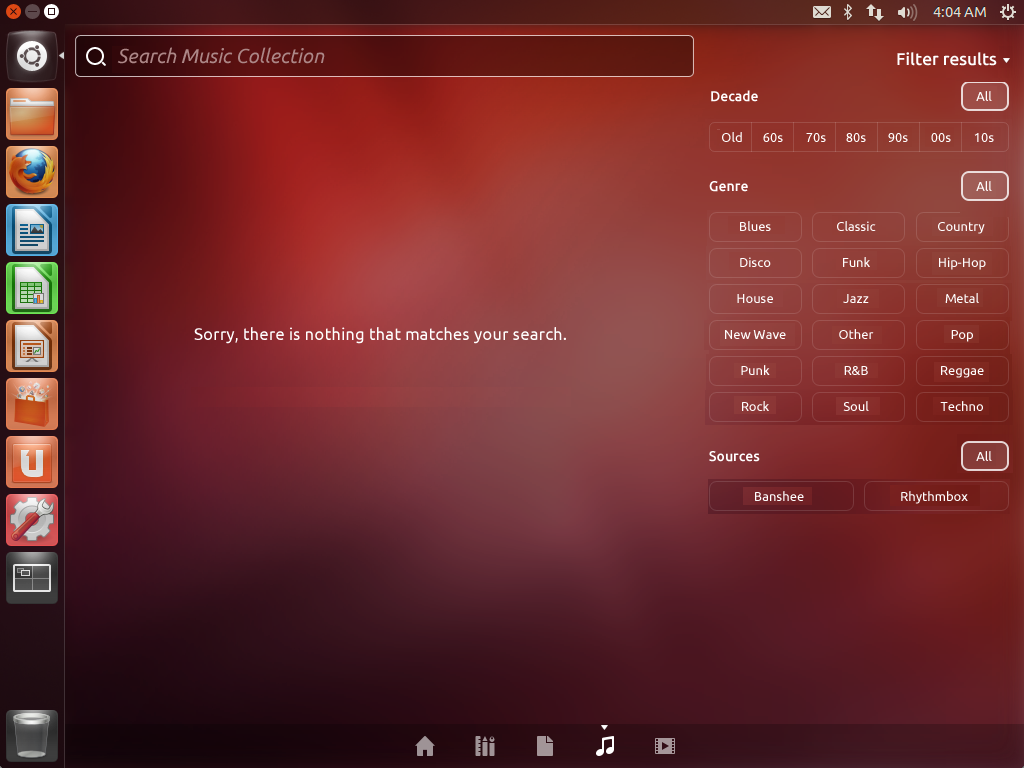 4:04 AM
Search Music Collection
Filter results
Decade All
Old 60s 70s 80s 90s 00s 10s
Genre All
Blues Classic Country
Disco Funk Hip-Hop
House Jazz Metal
New Wave Other Pop
Punk R&B Reggae
Rock Soul Techno
Sorry, there is nothing that matches your search.
Sources All
Banshee Rhythmbox